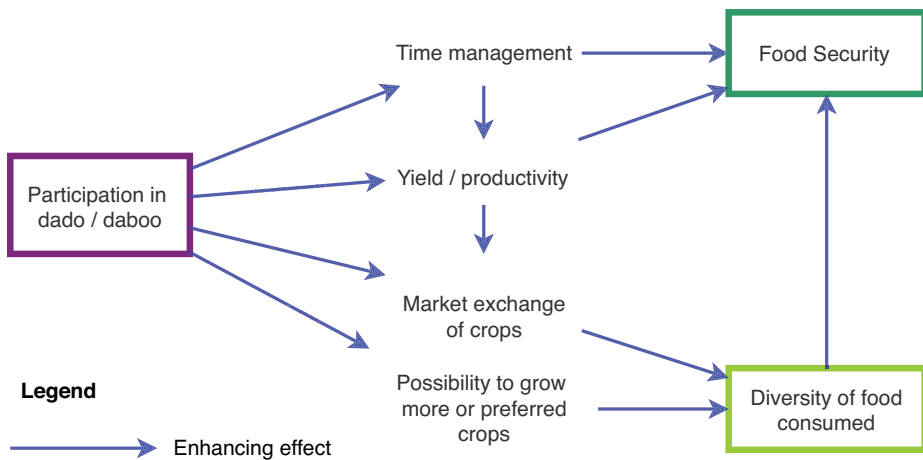 Time management
Food Security
Participation in
dado / daboo
Yield / productivity
Market exchange
of crops
Possibility to grow
more or preferred
crops
Diversity of food
consumed
Legend
Enhancing effect